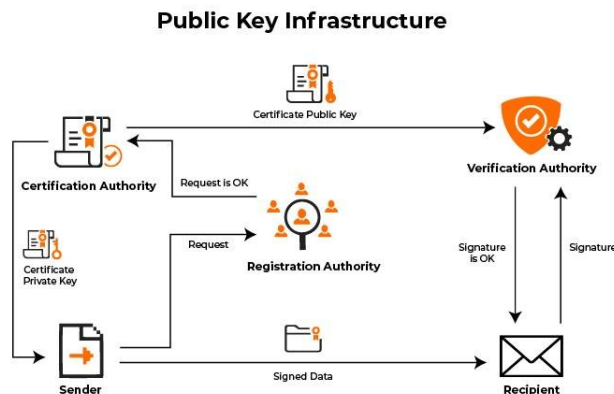 Public Key Infrastructure
Certificate Public Key
Certification Authority
Verification Authority
Request is OK
Request
Registration Authority
Certificate
Private Key
Signature
is OK
Signature
Signed Data
Sender
Recipient